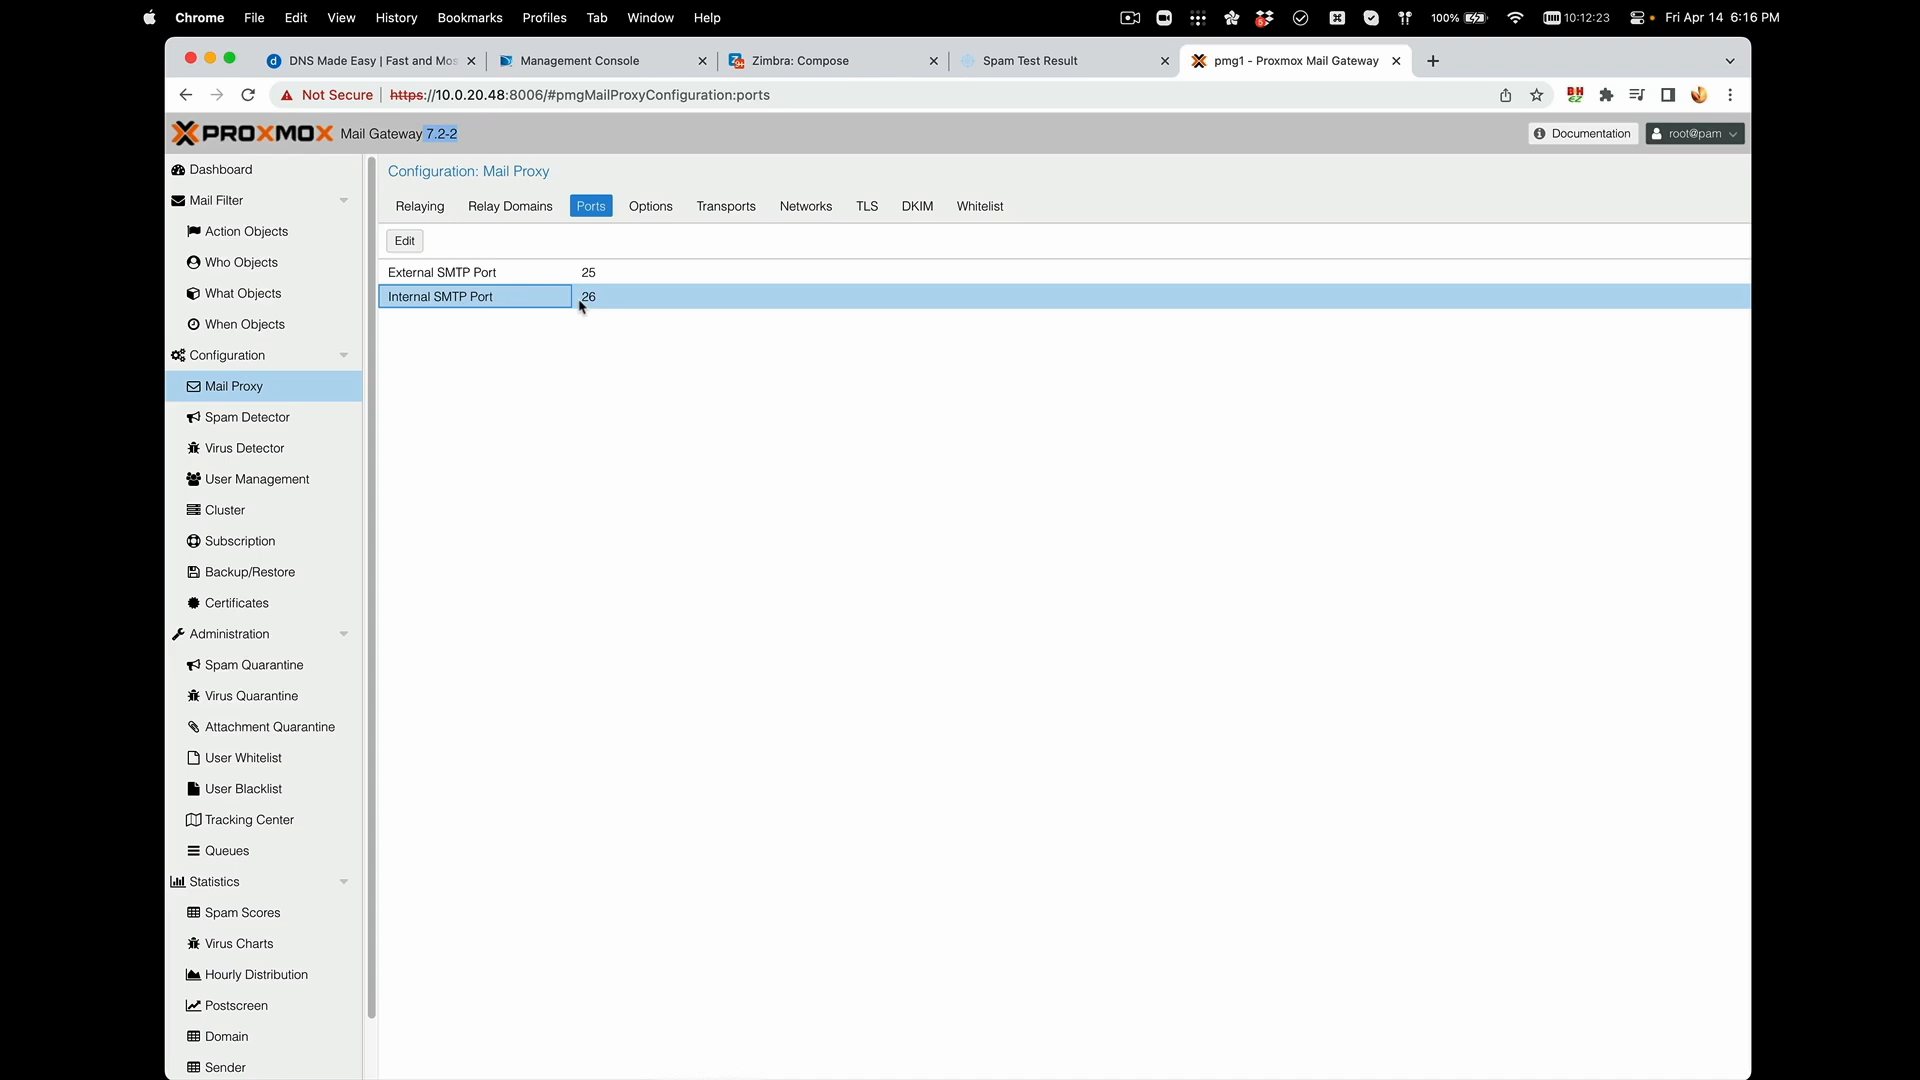 Chrome File Edit View History Bookmarks Profiles Tab Window Help 100% 10:12:23 Fri Apr 14 6:16 PM
DNS Made Easy | Fast and Mos Management Console Zimbra: Compose Spam Test Result pmg1 - Proxmox Mail Gateway
Not Secure https://10.0.20.48:8006/#pmgMailProxyConfiguration:ports
PROXMOX Mail Gateway 7.2-2 Documentation root@pam
Dashboard
Mail Filter
Action Objects
Who Objects
What Objects
When Objects
Configuration
Mail Proxy
Spam Detector
Virus Detector
User Management
Cluster
Subscription
Backup/Restore
Certificates
Administration
Spam Quarantine
Virus Quarantine
Attachment Quarantine
User Whitelist
User Blacklist
Tracking Center
Queues
Statistics
Spam Scores
Virus Charts
Hourly Distribution
Postscreen
Domain
Sender
Configuration: Mail Proxy
Relaying Relay Domains Ports Options Transports Networks TLS DKIM Whitelist
Edit
External SMTP Port 25
Internal SMTP Port 26